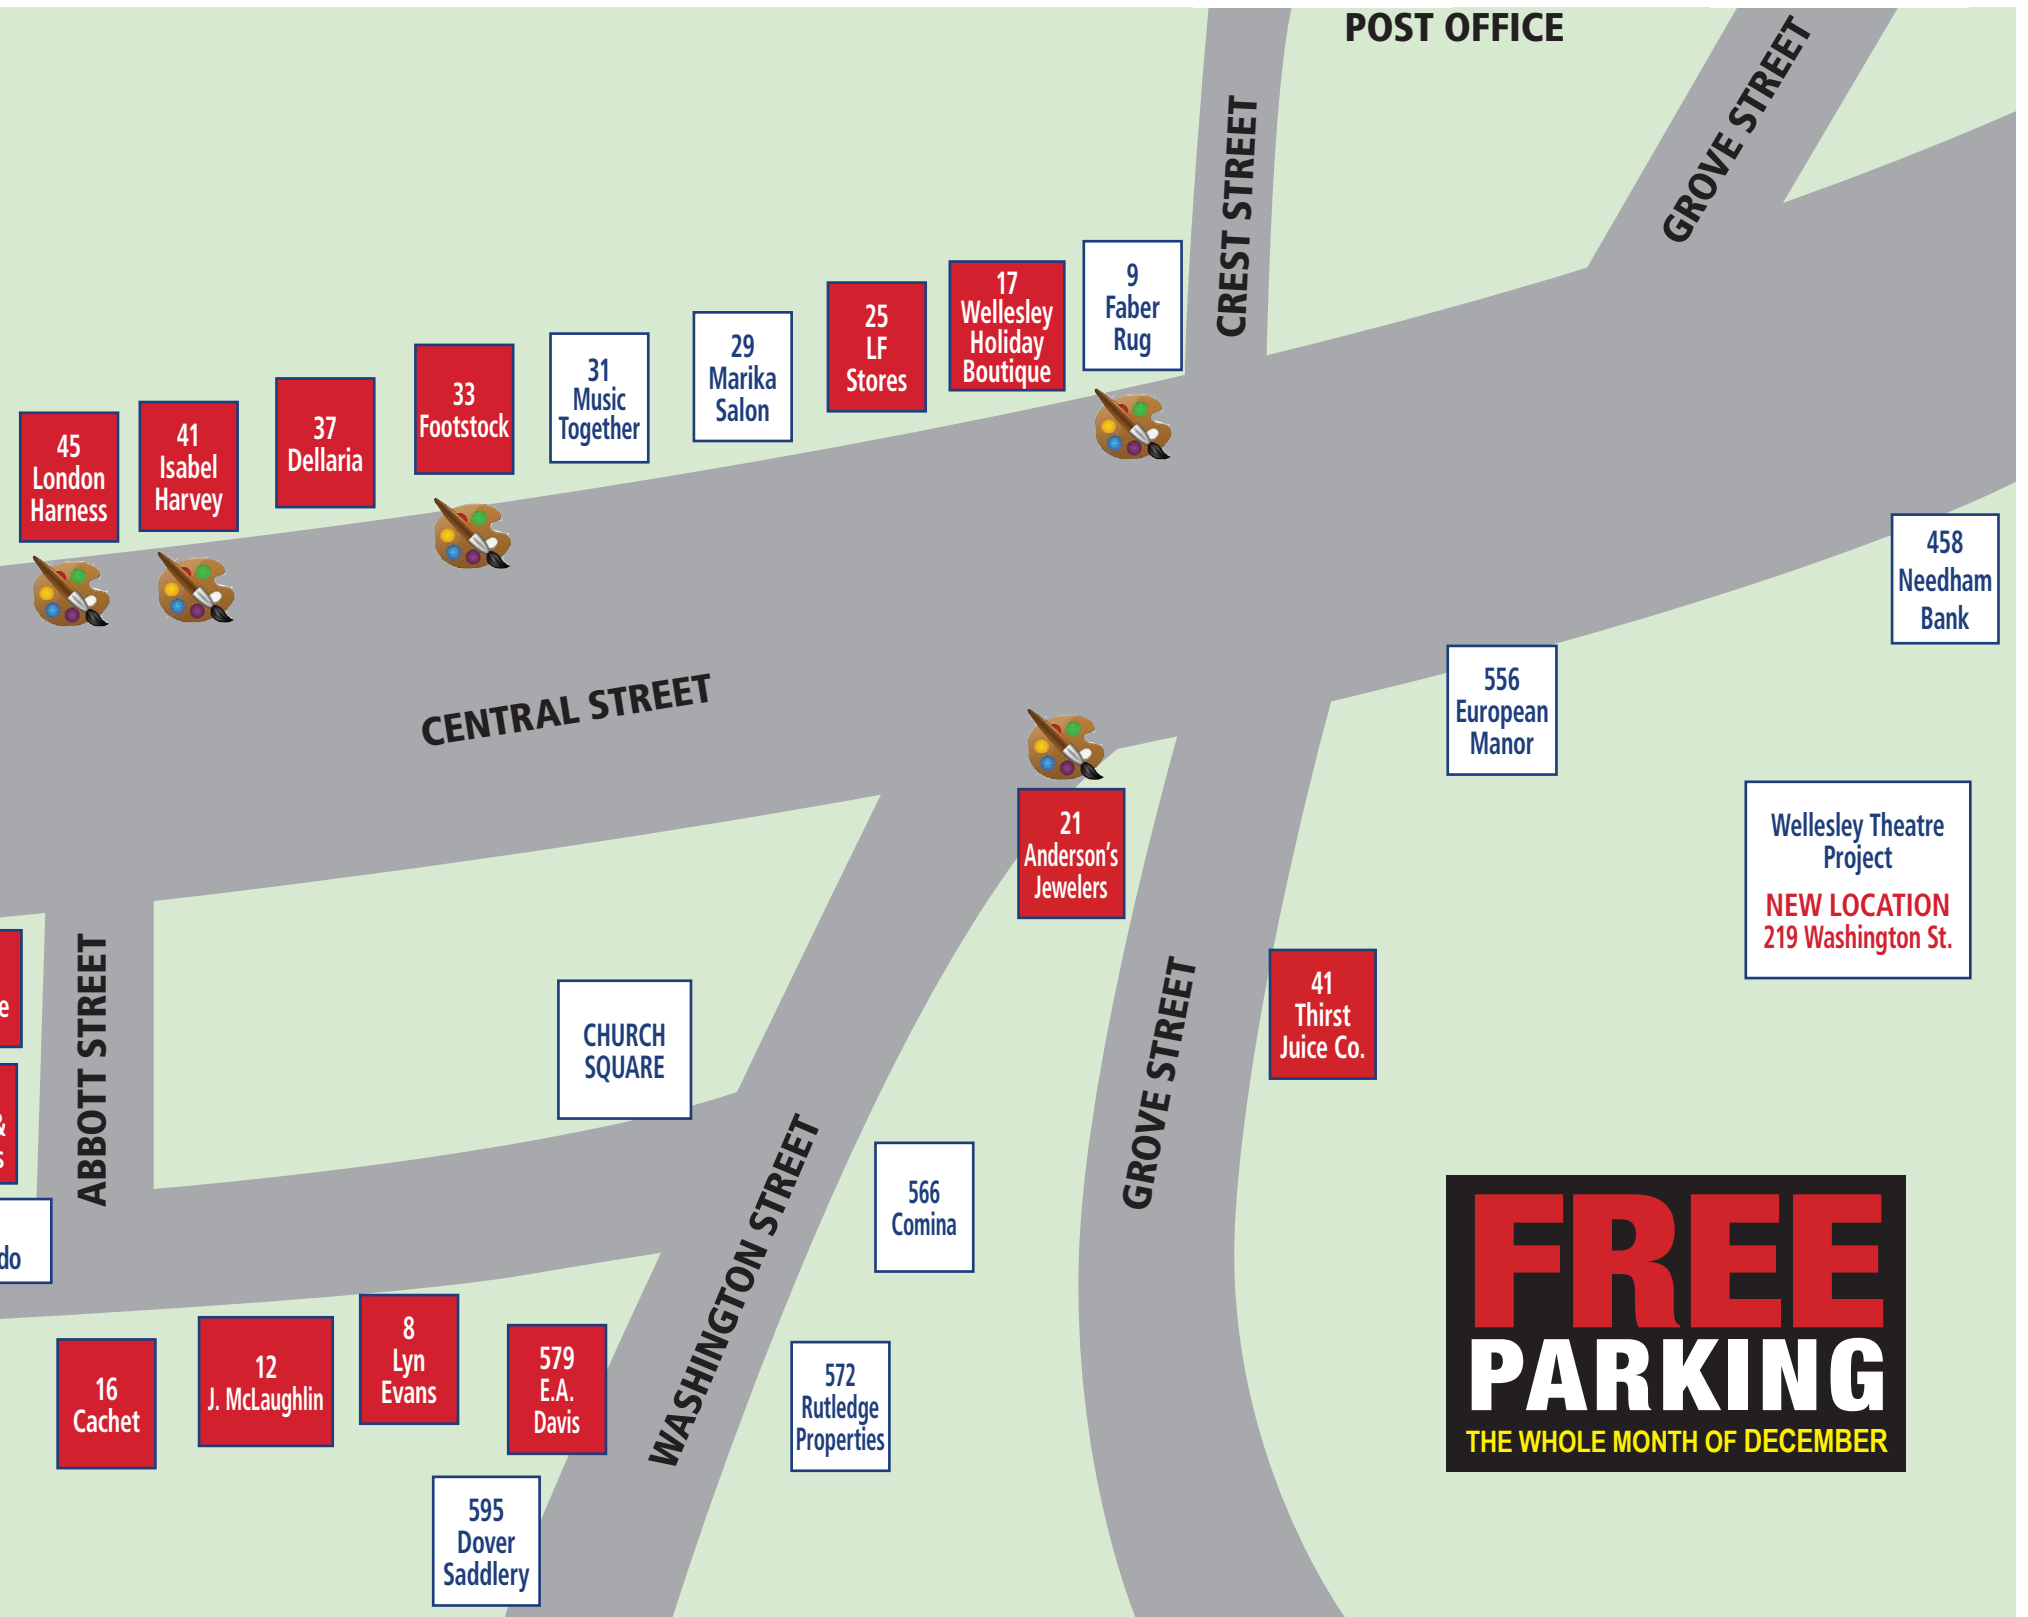 POST OFFICE
GROVE STREET
CREST STREET
9
Faber
Rug
17
Wellesley
Holiday
Boutique
25
LF
Stores
29
Marika
Salon
31
Music
Together
33
Footstock
37
Dellaria
41
Isabel
Harvey
45
London
Harness
458
Needham
Bank
556
European
Manor
CENTRAL STREET
21
Anderson's
Jewelers
Wellesley Theatre
Project
NEW LOCATION
219 Washington St.
ABBOTT STREET
CHURCH
SQUARE
GROVE STREET
41
Thirst
Juice Co.
WASHINGTON STREET
566
Comina
e
&
s
do
16
Cachet
12
J. McLaughlin
8
Lyn
Evans
579
E.A.
Davis
572
Rutledge
Properties
595
Dover
Saddlery
FREE
PARKING
THE WHOLE MONTH OF DECEMBER